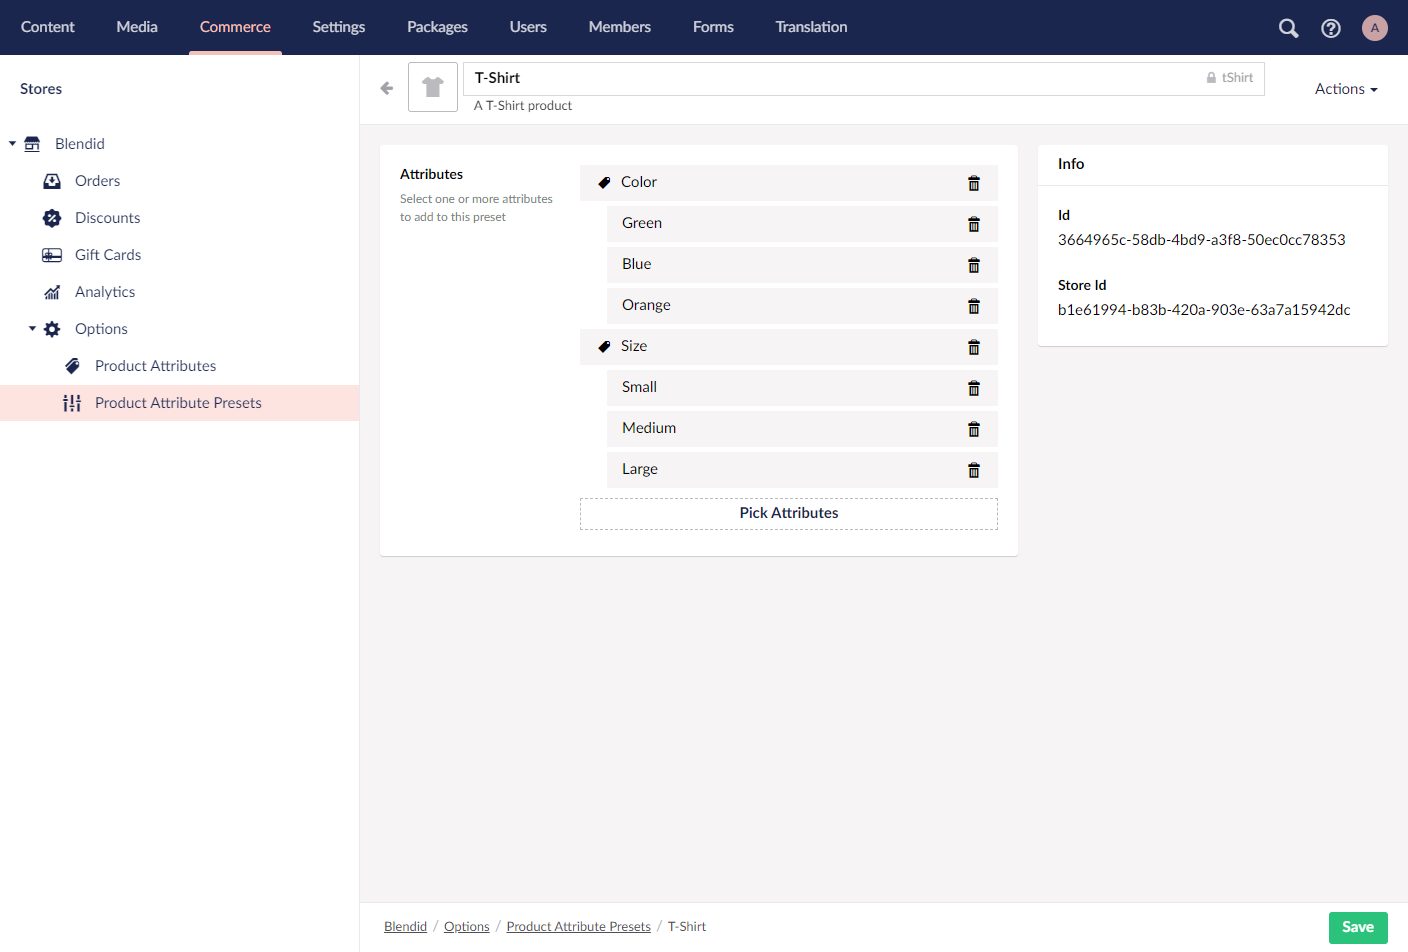 Content Media Commerce Settings Packages Users Members Forms Translation A
Stores
Blendid
Orders
Discounts
Gift Cards
Analytics
Options
Product Attributes
Product Attribute Presets
T-Shirt tShirt
A T-Shirt product
Actions
Attributes
Select one or more attributes
to add to this preset
Color
Green
Blue
Orange
Size
Small
Medium
Large
Pick Attributes
Info
Id
3664965c-58db-4bd9-a3f8-50ec0cc78353
Store Id
b1e61994-b83b-420a-903e-63a7a15942dc
Blendid / Options / Product Attribute Presets / T-Shirt
Save